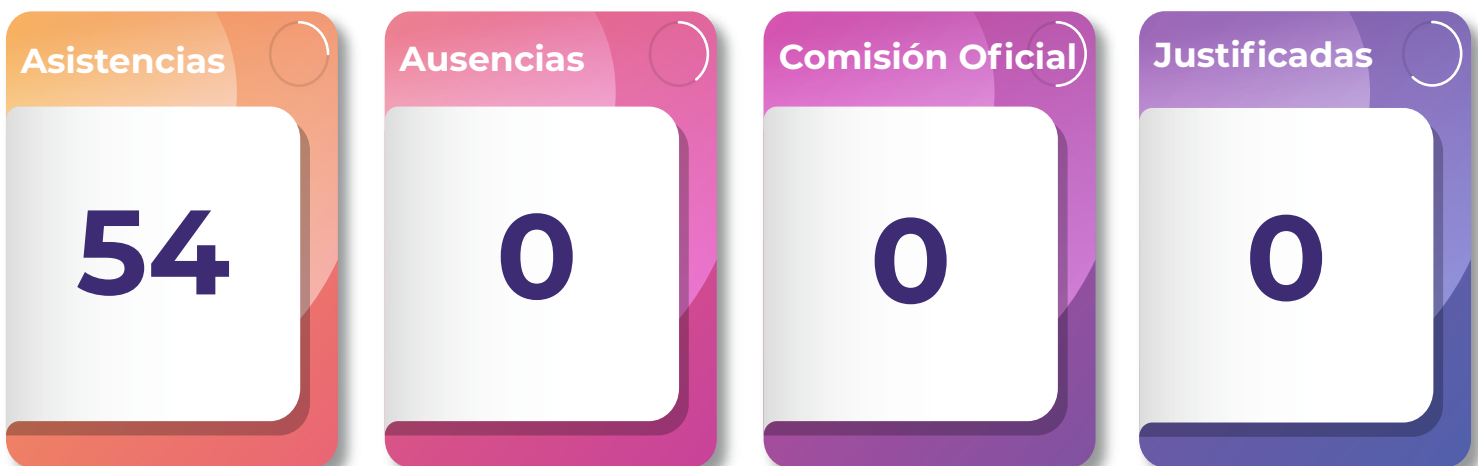 Asistencias
54
Ausencias
0
Comisión Oficial
0
Justificadas
0